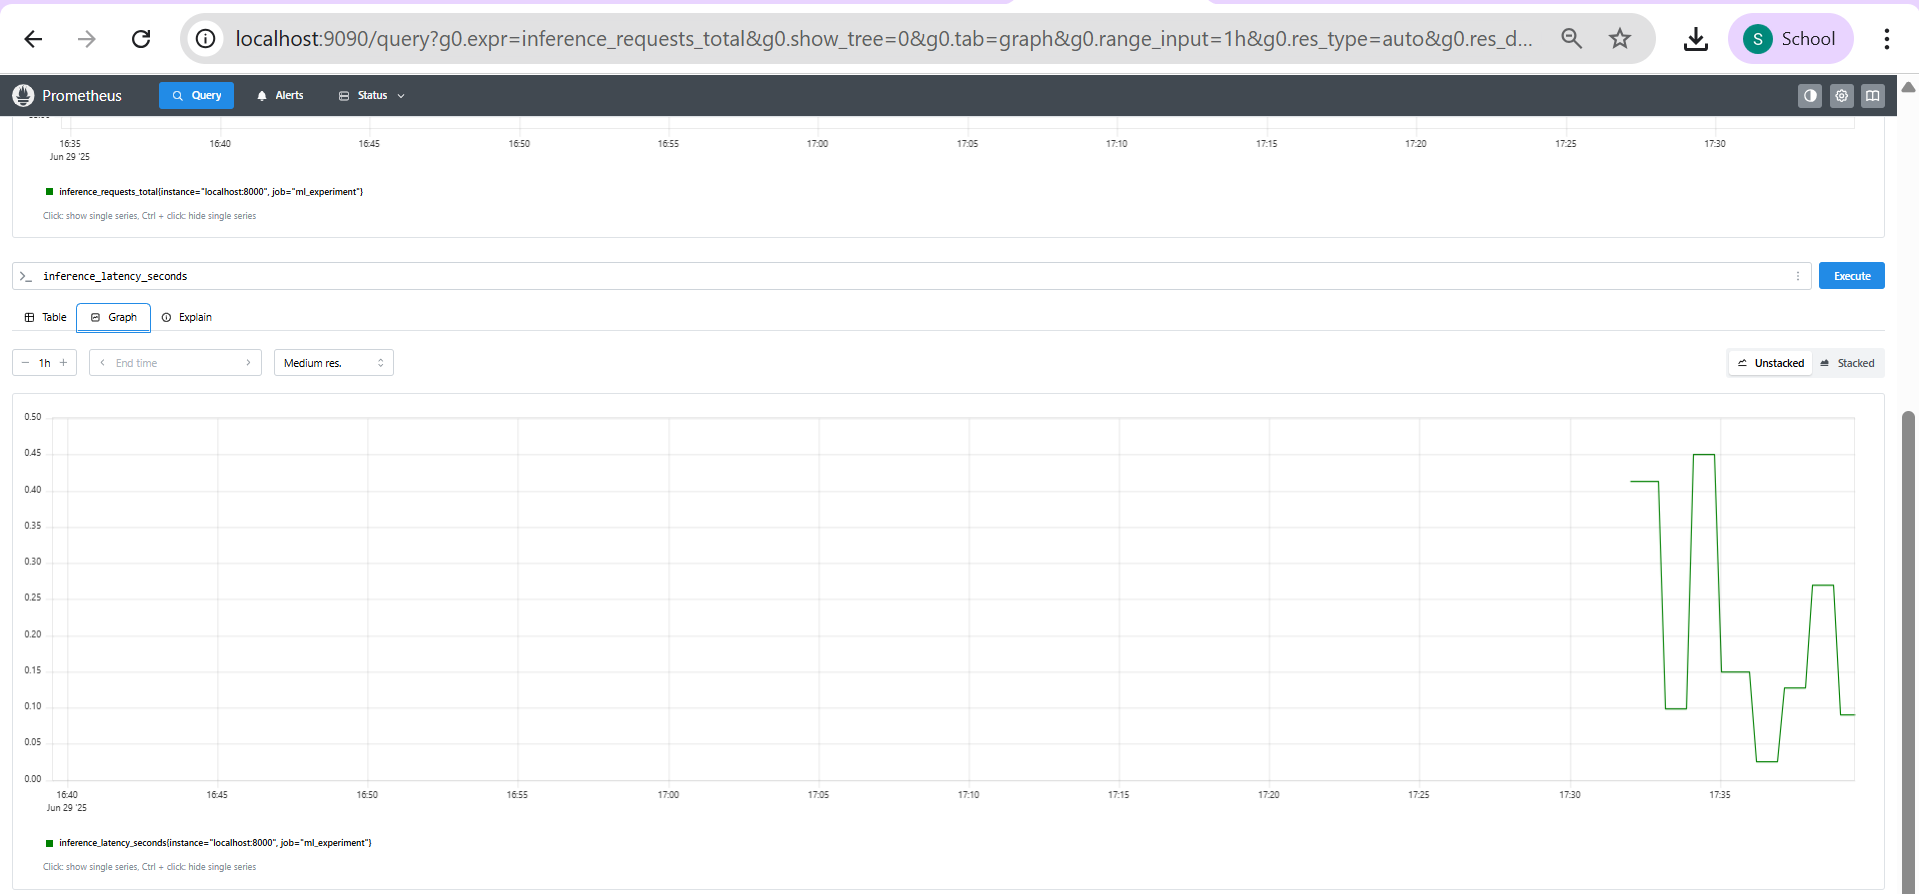 localhost:9090/query?g0.expr=inference_requests_total&g0.show_tree=0&g0.tab=graph&g0.range_input=1h&g0.res_type=auto&g0.res_d...
S School
Prometheus Query Alerts Status
16:35 16:40 16:45 16:50 16:55 17:00 17:05 17:10 17:15 17:20 17:25 17:30
Jun 29 '25
inference_requests_total{instance="localhost:8000", job="ml_experiment"}
Click: show single series, Ctrl + click: hide single series
>_ inference_latency_seconds Execute
Table Graph Explain
− 1h + End time Medium res. Unstacked Stacked
0.50
0.45
0.40
0.35
0.30
0.25
0.20
0.15
0.10
0.05
0.00
16:40 16:45 16:50 16:55 17:00 17:05 17:10 17:15 17:20 17:25 17:30 17:35
Jun 29 '25
inference_latency_seconds{instance="localhost:8000", job="ml_experiment"}
Click: show single series, Ctrl + click: hide single series